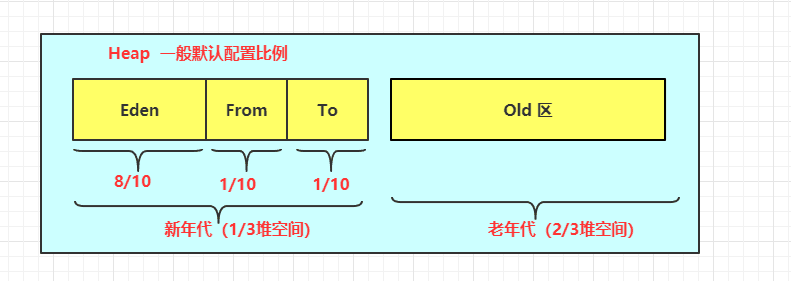 Heap 一般默认配置比例
Eden
From
To
Old 区
8/10
1/10
1/10
新年代（1/3堆空间）
老年代（2/3堆空间）